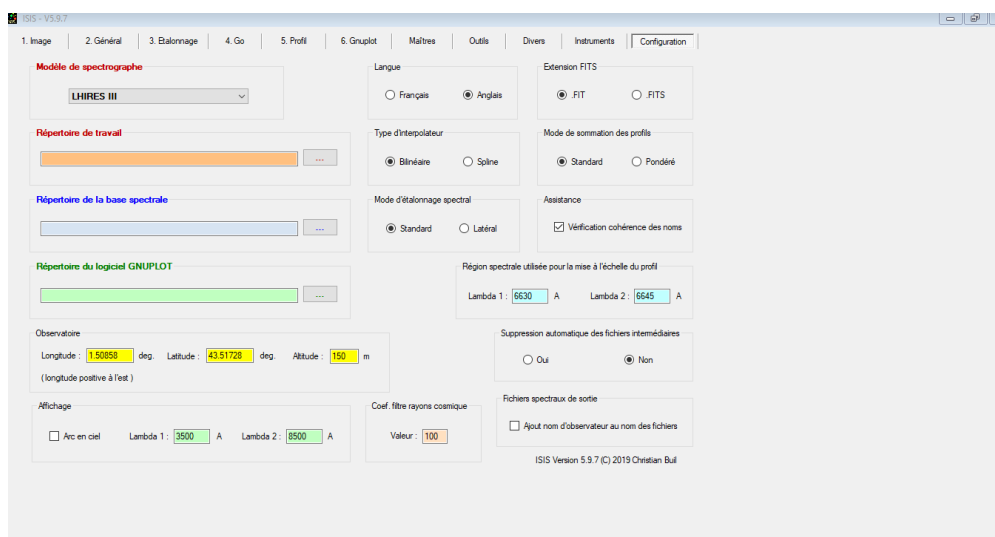 ISIS - V5.9.7
1. Image 2. Général 3. Etalonnage 4. Go 5. Profil 6. Gnuplot Maîtres Outils Divers Instruments Configuration
Modèle de spectrographe
LHIRES III
Langue
Français Anglais
Extension FITS
.FIT .FITS
Répertoire de travail
...
Type d'interpolateur
Bilinéaire Spline
Mode de sommation des profils
Standard Pondéré
Répertoire de la base spectrale
...
Mode d'étalonnage spectral
Standard Latéral
Assistance
Vérification cohérence des noms
Répertoire du logiciel GNUPLOT
...
Région spectrale utilisée pour la mise à l'échelle du profil
Lambda 1 : 6630 A Lambda 2 : 6645 A
Observatoire
Longitude : 1.50858 deg. Latitude : 43.51728 deg. Altitude : 150 m
( longitude positive à l'est )
Suppression automatique des fichiers intermédiaires
Oui Non
Affichage
Arc en ciel Lambda 1 : 3500 A Lambda 2 : 8500 A
Coef. filtre rayons cosmique
Valeur : 100
Fichiers spectraux de sortie
Ajout nom d'observateur au nom des fichiers
ISIS Version 5.9.7 (C) 2019 Christian Buil